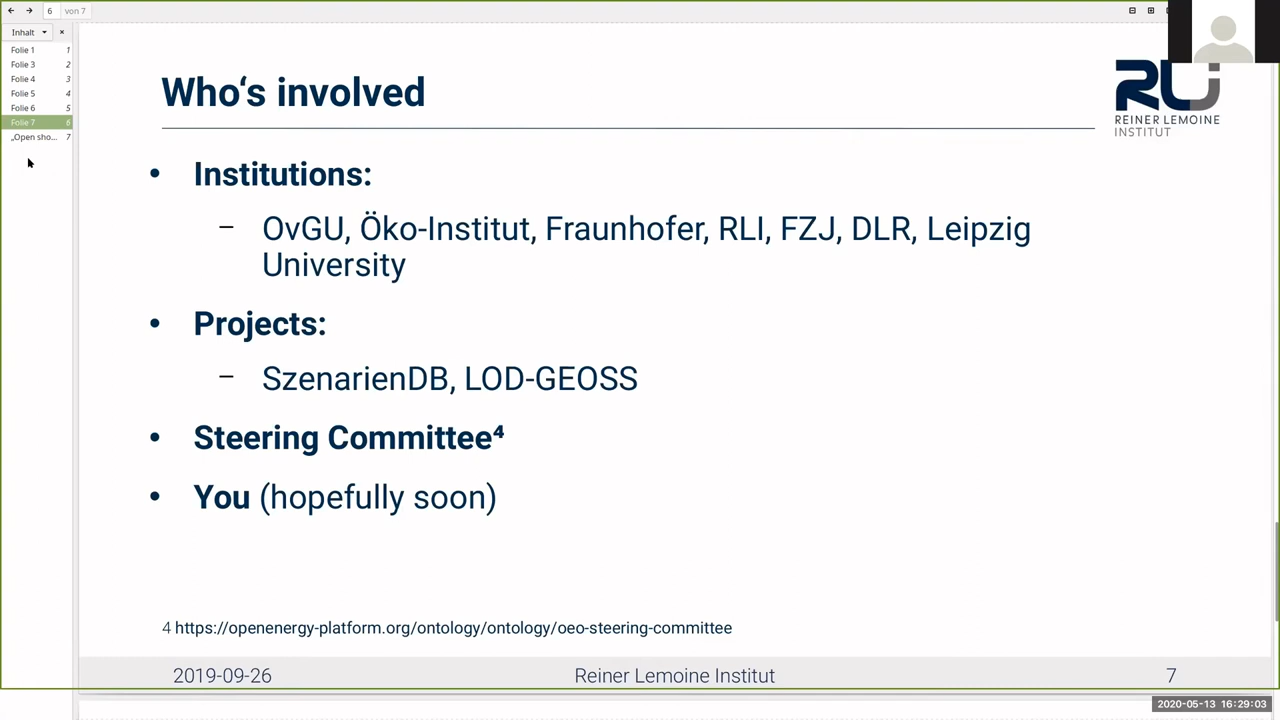 6 von 7
Inhalt
Folie 1 1
Folie 3 2
Folie 4 3
Folie 5 4
Folie 6 5
Folie 7 6
„Open sho... 7
Who‘s involved
RLI
REINER LEMOINE
INSTITUT
• Institutions:
– OvGU, Öko-Institut, Fraunhofer, RLI, FZJ, DLR, Leipzig
University
• Projects:
– SzenarienDB, LOD-GEOSS
• Steering Committee⁴
• You (hopefully soon)
4 https://openenergy-platform.org/ontology/ontology/oeo-steering-committee
2019-09-26 Reiner Lemoine Institut 7
2020-05-13 16:29:03